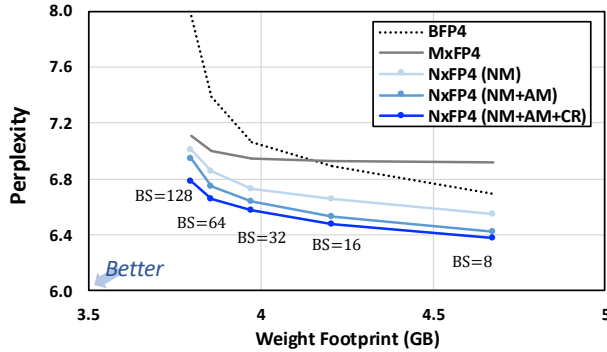 8.0
7.6
7.2
6.8
6.4
6.0
Perplexity
BFP4
MxFP4
NxFP4 (NM)
NxFP4 (NM+AM)
NxFP4 (NM+AM+CR)
BS=128
BS=64
BS=32
BS=16
BS=8
Better
3.5
4
4.5
5
Weight Footprint (GB)